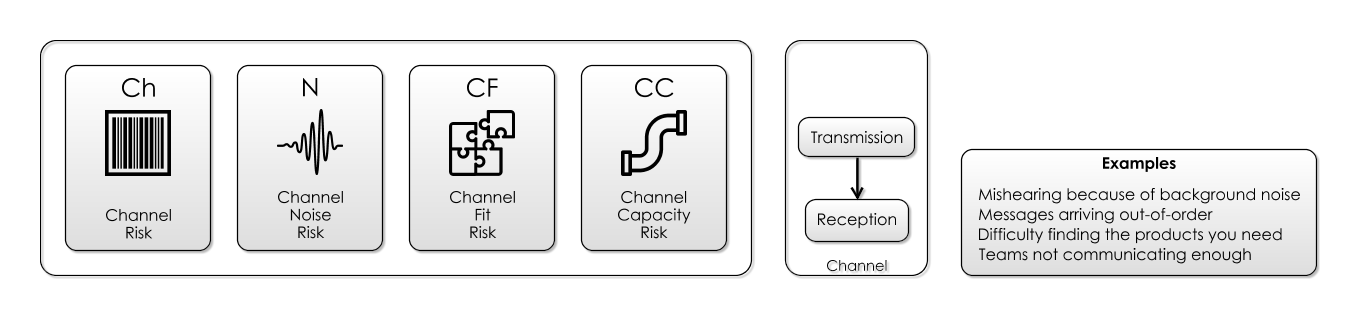 Ch
Channel
Risk
N
Channel
Noise
Risk
CF
Channel
Fit
Risk
CC
Channel
Capacity
Risk
Transmission
Reception
Channel
Examples
Mishearing because of background noise
Messages arriving out-of-order
Difficulty finding the products you need
Teams not communicating enough